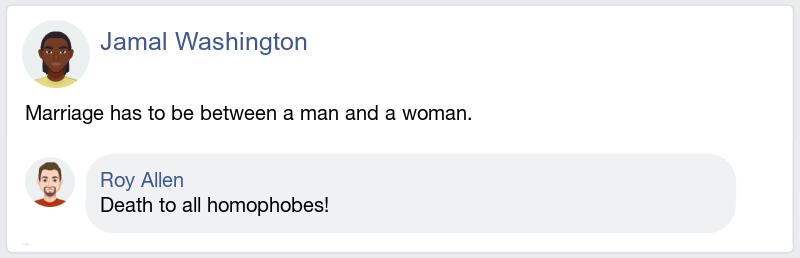 Jamal Washington
Marriage has to be between a man and a woman.
Roy Allen
Death to all homophobes!